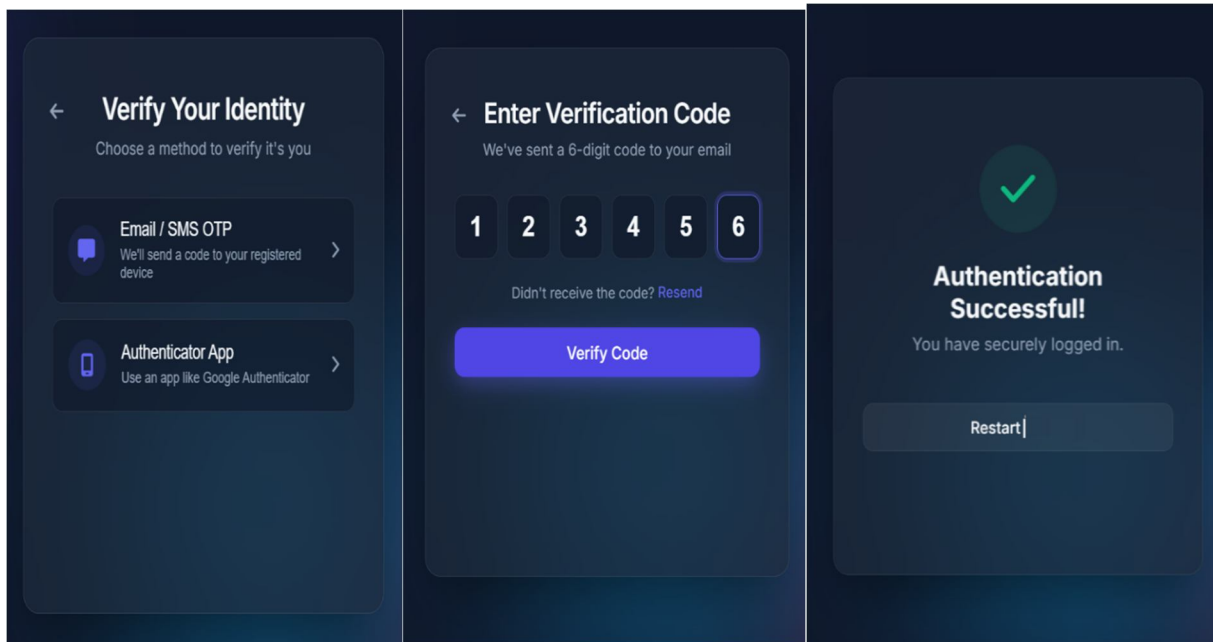 Verify Your Identity
Choose a method to verify it's you
Email / SMS OTP
We'll send a code to your registered
device
Authenticator App
Use an app like Google Authenticator
Enter Verification Code
We've sent a 6-digit code to your email
1 2 3 4 5 6
Didn't receive the code? Resend
Verify Code
Authentication
Successful!
You have securely logged in.
Restart